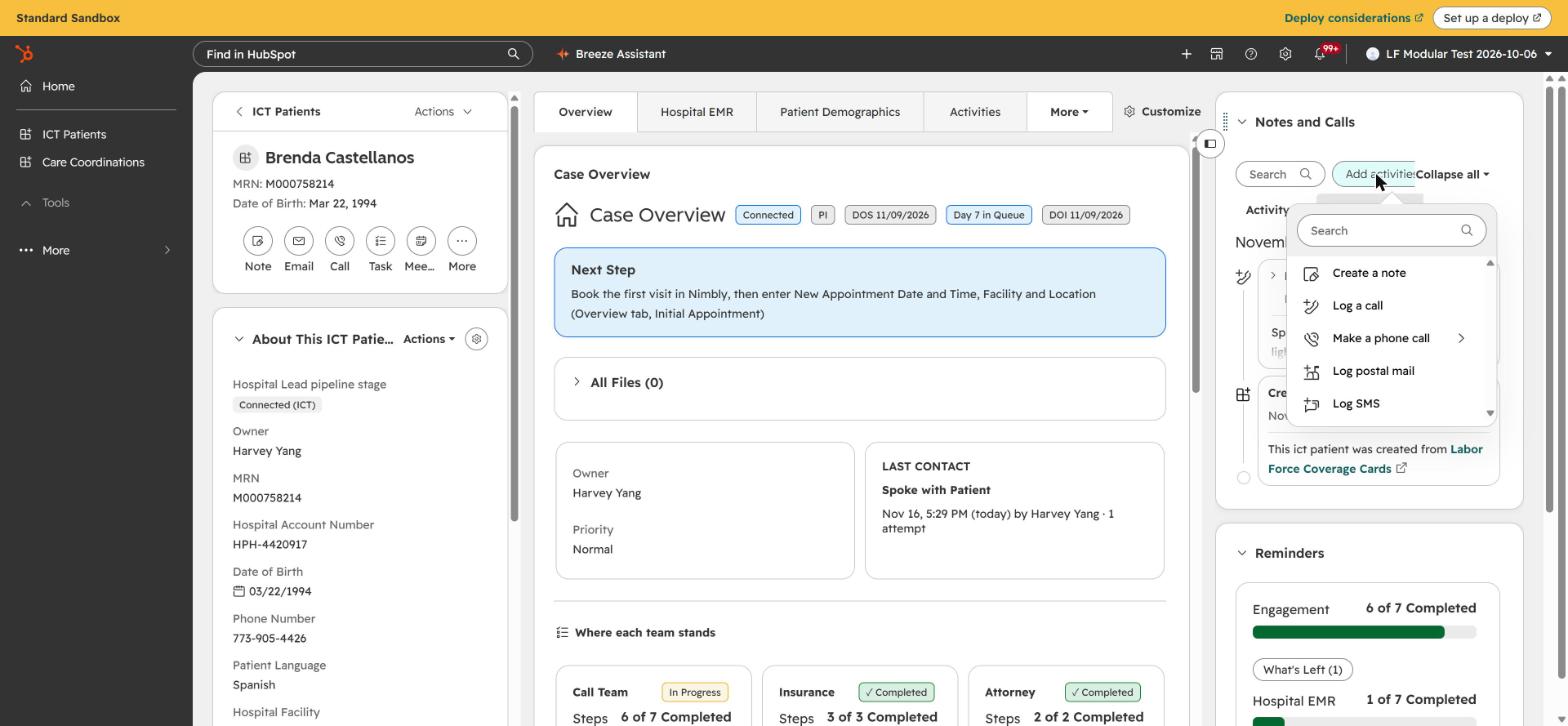 Standard Sandbox
Deploy considerations
Set up a deploy
Find in HubSpot
Breeze Assistant
99+
LF Modular Test 2026-10-06
Home
ICT Patients
Care Coordinations
Tools
More
ICT Patients
Actions
Brenda Castellanos
MRN: M000758214
Date of Birth: Mar 22, 1994
Note
Email
Call
Task
Mee...
More
About This ICT Patie...
Actions
Hospital Lead pipeline stage
Connected (ICT)
Owner
Harvey Yang
MRN
M000758214
Hospital Account Number
HPH-4420917
Date of Birth
03/22/1994
Phone Number
773-905-4426
Patient Language
Spanish
Hospital Facility
Overview
Hospital EMR
Patient Demographics
Activities
More
Customize
Case Overview
Case Overview
Connected
PI
DOS 11/09/2026
Day 7 in Queue
DOI 11/09/2026
Next Step
Book the first visit in Nimbly, then enter New Appointment Date and Time, Facility and Location
(Overview tab, Initial Appointment)
All Files (0)
Owner
Harvey Yang
Priority
Normal
LAST CONTACT
Spoke with Patient
Nov 16, 5:29 PM (today) by Harvey Yang · 1
attempt
Where each team stands
Call Team
In Progress
Steps 6 of 7 Completed
Insurance
✓ Completed
Steps 3 of 3 Completed
Attorney
✓ Completed
Steps 2 of 2 Completed
Notes and Calls
Search
Add activities
Collapse all
Activity
Novem
Search
Create a note
Log a call
Make a phone call
Log postal mail
Log SMS
Sp
ligh
Cre
Nov
This ict patient was created from Labor
Force Coverage Cards
Reminders
Engagement
6 of 7 Completed
What's Left (1)
Hospital EMR
1 of 7 Completed